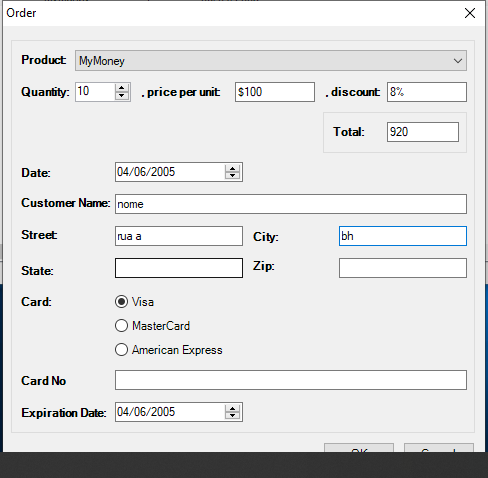 Order
Product: MyMoney
Quantity: 10 , price per unit: $100 , discount: 8%
Total: 920
Date: 04/06/2005
Customer Name: nome
Street: rua a City: bh
State: Zip:
Card: Visa
MasterCard
American Express
Card No
Expiration Date: 04/06/2005